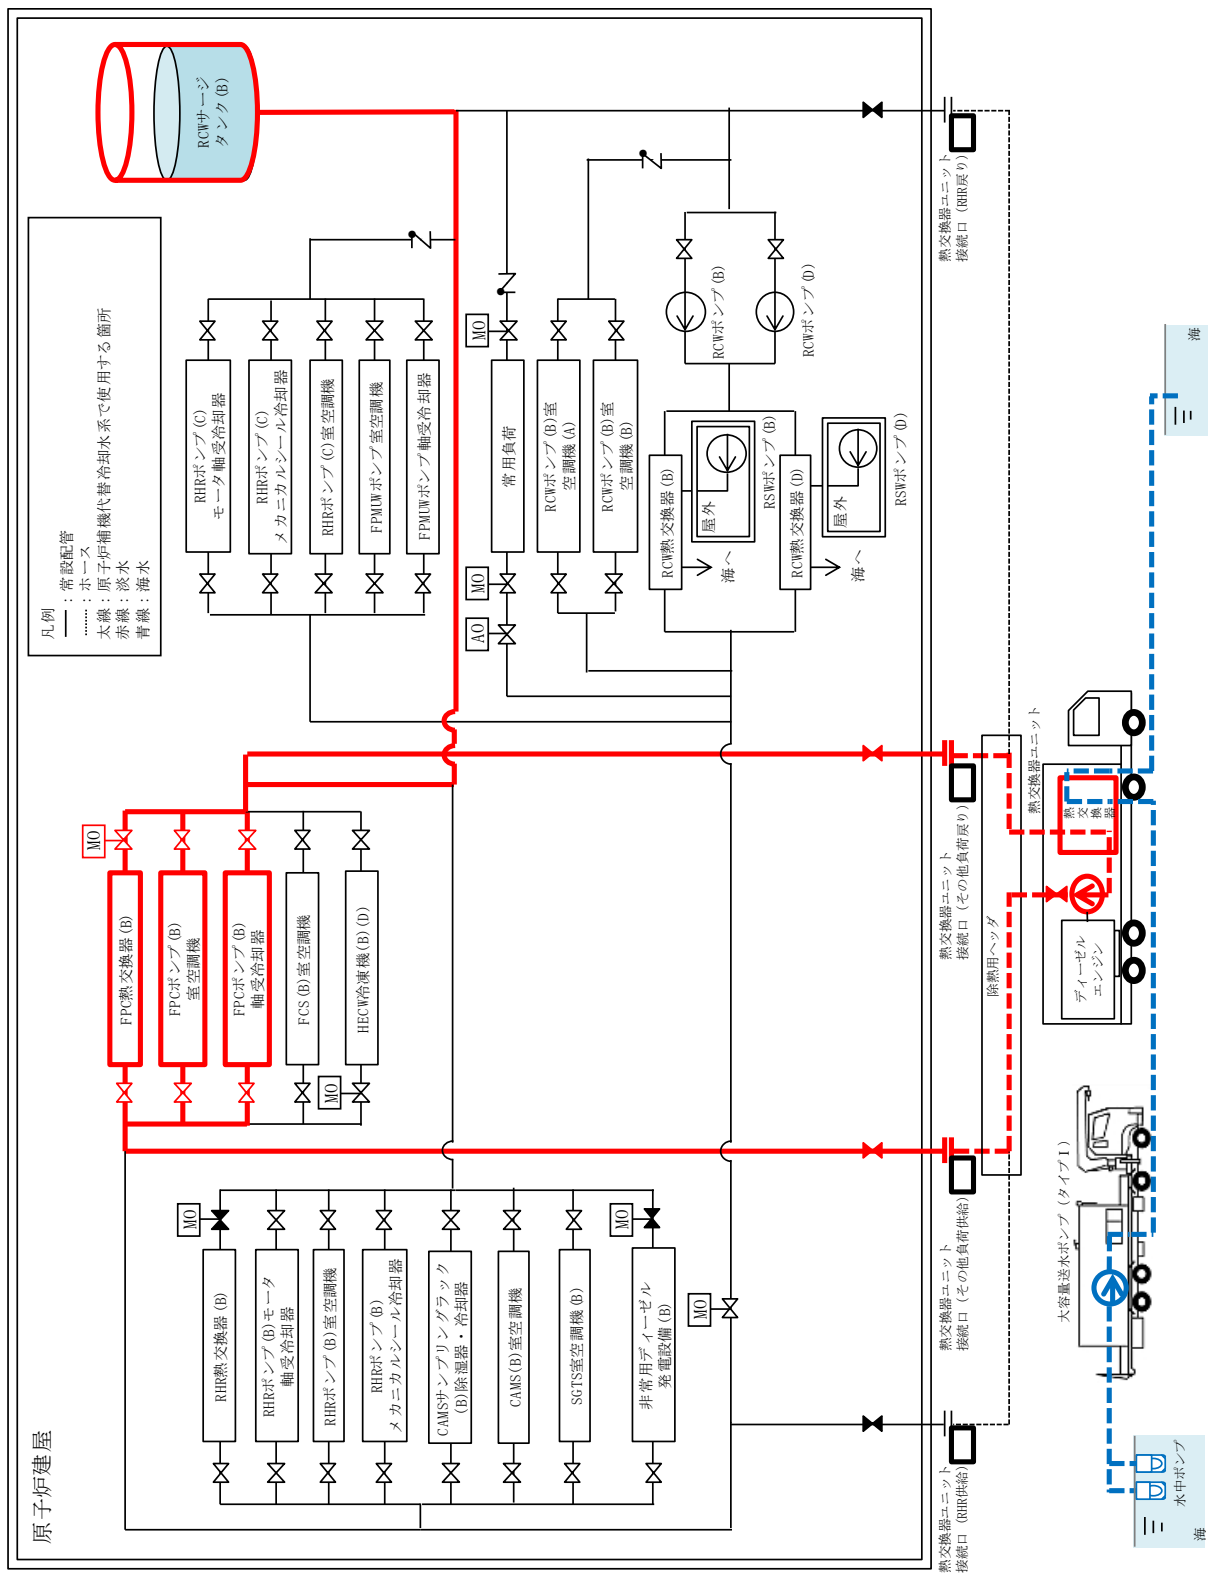 原子炉建屋
RCWサージ
タンク(B)
凡例
：常設配管
：ホース
太線：原子炉補機代替冷却水系で使用する箇所
赤線：淡水
青線：海水
RHRポンプ(C)
モータ軸受冷却器
RHRポンプ(C)
メカニカルシール冷却器
RHRポンプ(C)室空調機
FPMUWポンプ室空調機
FPMUWポンプ軸受冷却器
MO
常用負荷
MO
AO
RCWポンプ(B)室
空調機(A)
RCWポンプ(B)室
空調機(B)
RCWポンプ(B)
RCWポンプ(D)
RCW熱交換器(B)
屋外
RSWポンプ(B)
海へ
RCW熱交換器(D)
屋外
RSWポンプ(D)
海へ
MO
FPC熱交換器(B)
FPCポンプ(B)
室空調機
FPCポンプ(B)
軸受冷却器
FCS(B)室空調機
HECW冷凍機(B)(D)
MO
MO
RHR熱交換器(B)
RHRポンプ(B)モータ
軸受冷却器
RHRポンプ(B)室空調機
RHRポンプ(B)
メカニカルシール冷却器
CAMSサンプリングラック
(B)除湿器・冷却器
CAMS(B)室空調機
SGTS室空調機(B)
MO
非常用ディーゼル
発電設備(B)
MO
熱交換器ユニット
接続口（RHR戻り）
熱交換器ユニット
接続口（その他負荷戻り）
熱交換器ユニット
接続口（その他負荷供給）
熱交換器ユニット
接続口（RHR供給）
除熱用ヘッダ
熱交換器ユニット
熱交換器
ディーゼル
エンジン
大容量送水ポンプ（タイプⅠ）
水中ポンプ
海
海